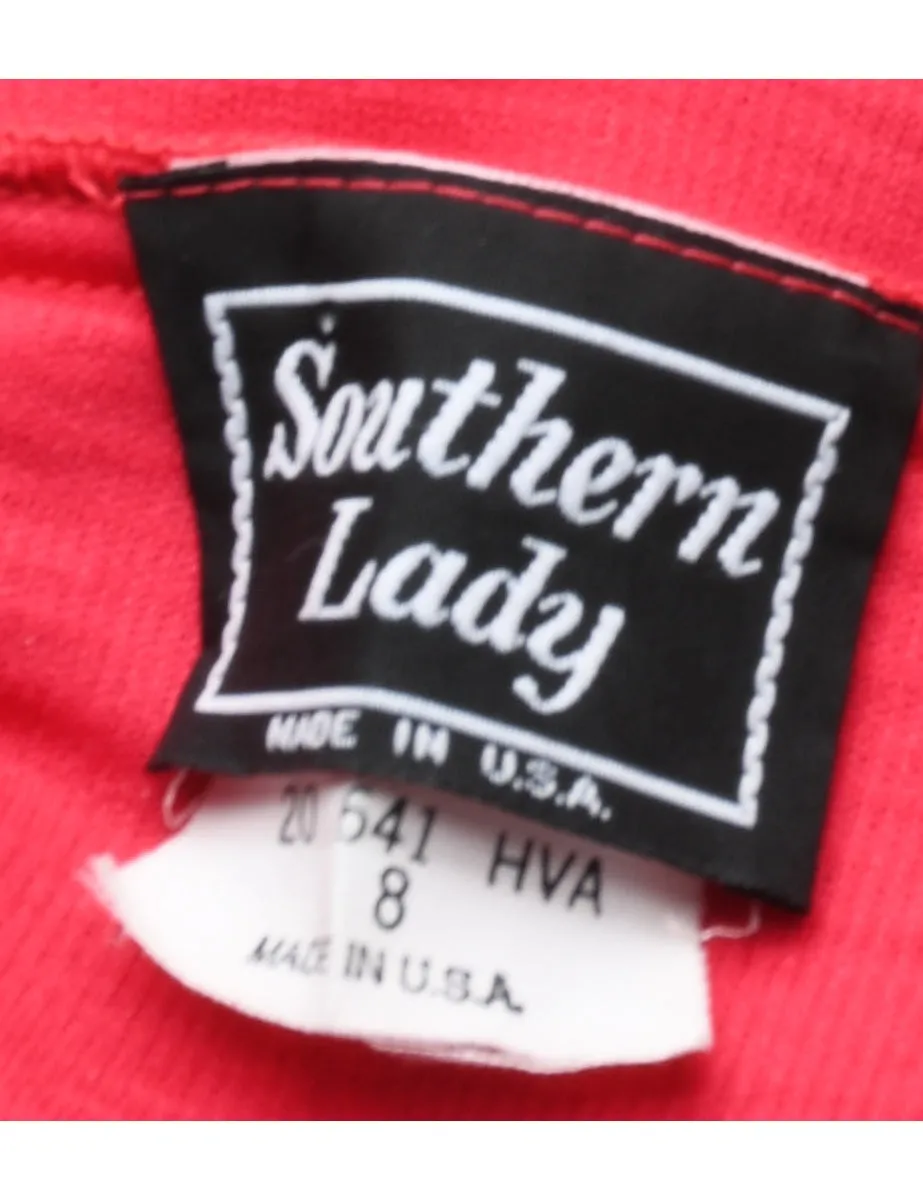 Southern
Lady
MADE IN U.S.A.
20 641 HVA
8
MADE IN U.S.A.